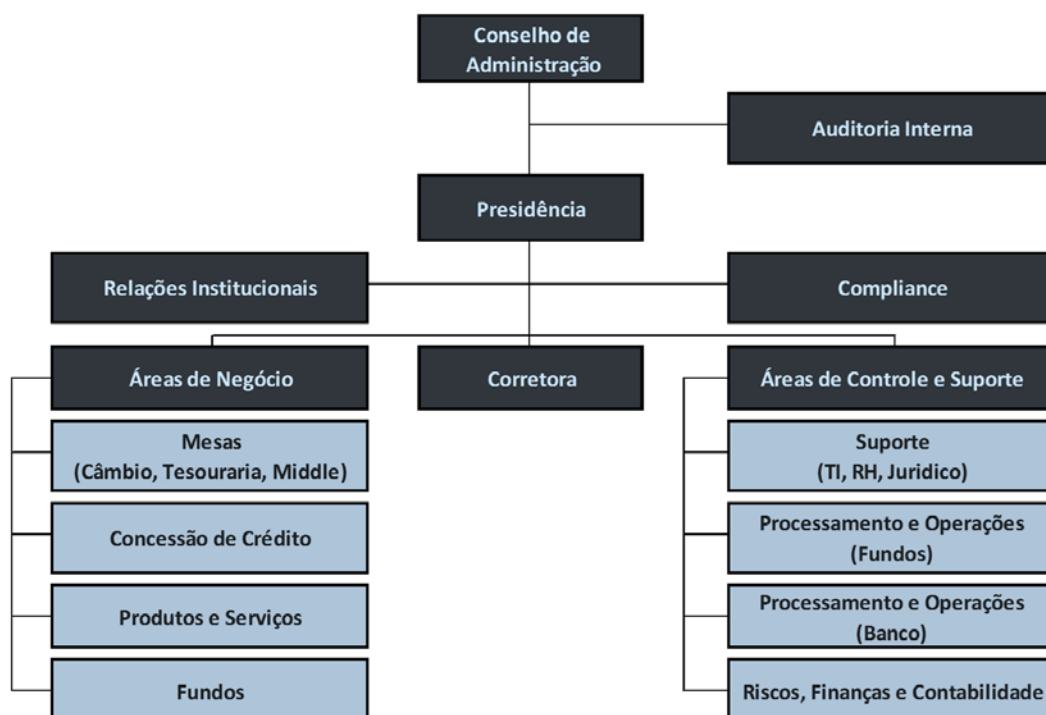 Conselho de
Administração
Auditoria Interna
Presidência
Relações Institucionais
Compliance
Áreas de Negócio
Corretora
Áreas de Controle e Suporte
Mesas
(Câmbio, Tesouraria, Middle)
Suporte
(TI, RH, Juridico)
Concessão de Crédito
Processamento e Operações
(Fundos)
Produtos e Serviços
Processamento e Operações
(Banco)
Fundos
Riscos, Finanças e Contabilidade